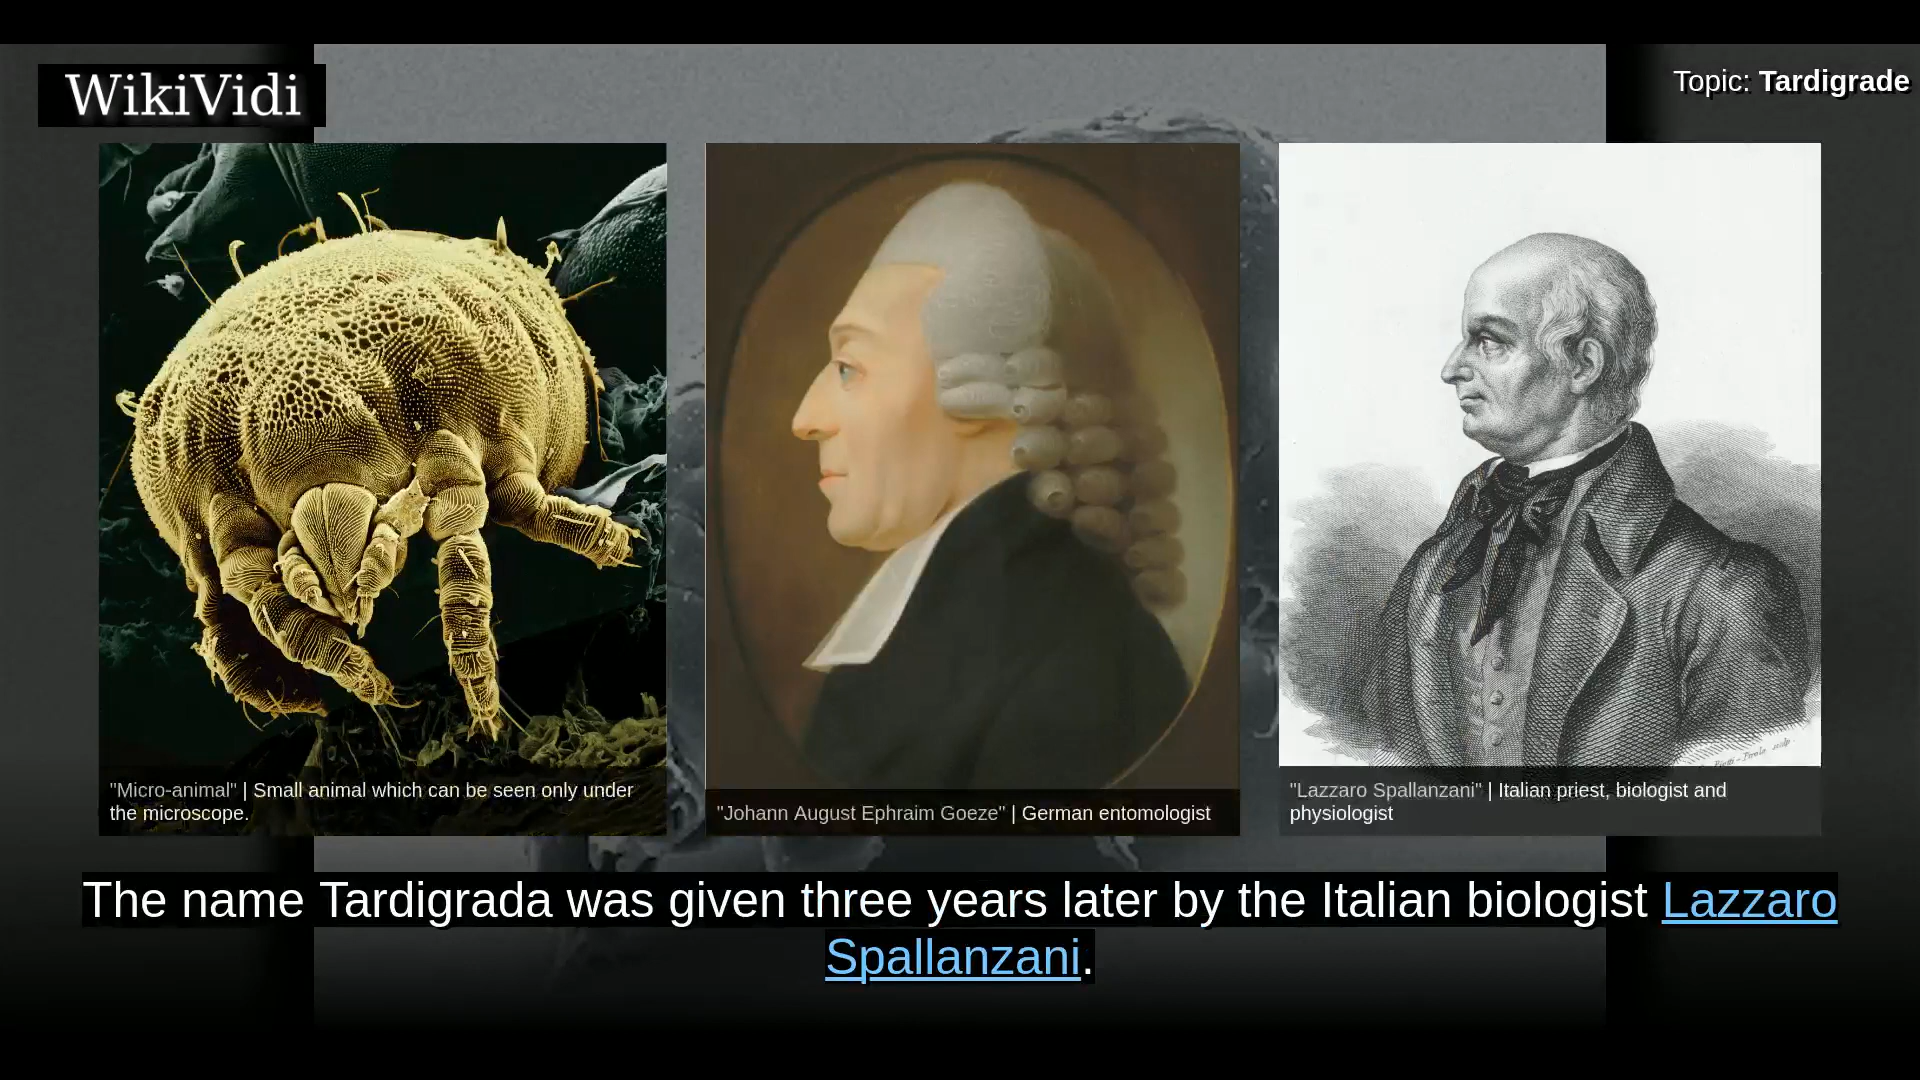 WikiVidi
Topic: Tardigrade
"Micro-animal" | Small animal which can be seen only under
the microscope.
"Johann August Ephraim Goeze" | German entomologist
"Lazzaro Spallanzani" | Italian priest, biologist and
physiologist
The name Tardigrada was given three years later by the Italian biologist Lazzaro
Spallanzani.